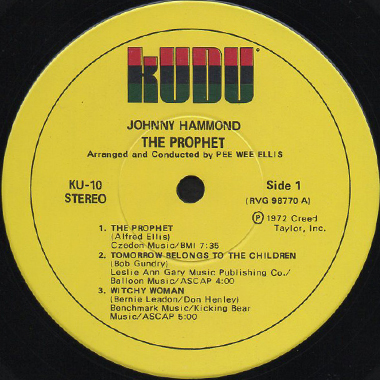 KUDU
JOHNNY HAMMOND
THE PROPHET
Arranged and Conducted by PEE WEE ELLIS
KU-10
STEREO
Side 1
(RVG 98770 A)
Ⓟ 1972 Creed
Taylor, Inc.
1. THE PROPHET
(Alfred Ellis)
Czedon Music/BMI 7:35
2. TOMORROW BELONGS TO THE CHILDREN
(Bob Gundry)
Leslie Ann Gary Music Publishing Co./
Balloon Music/ASCAP 4:00
3. WITCHY WOMAN
(Bernie Leadon/Don Henley)
Benchmark Music/Kicking Bear
Music/ASCAP 5:00